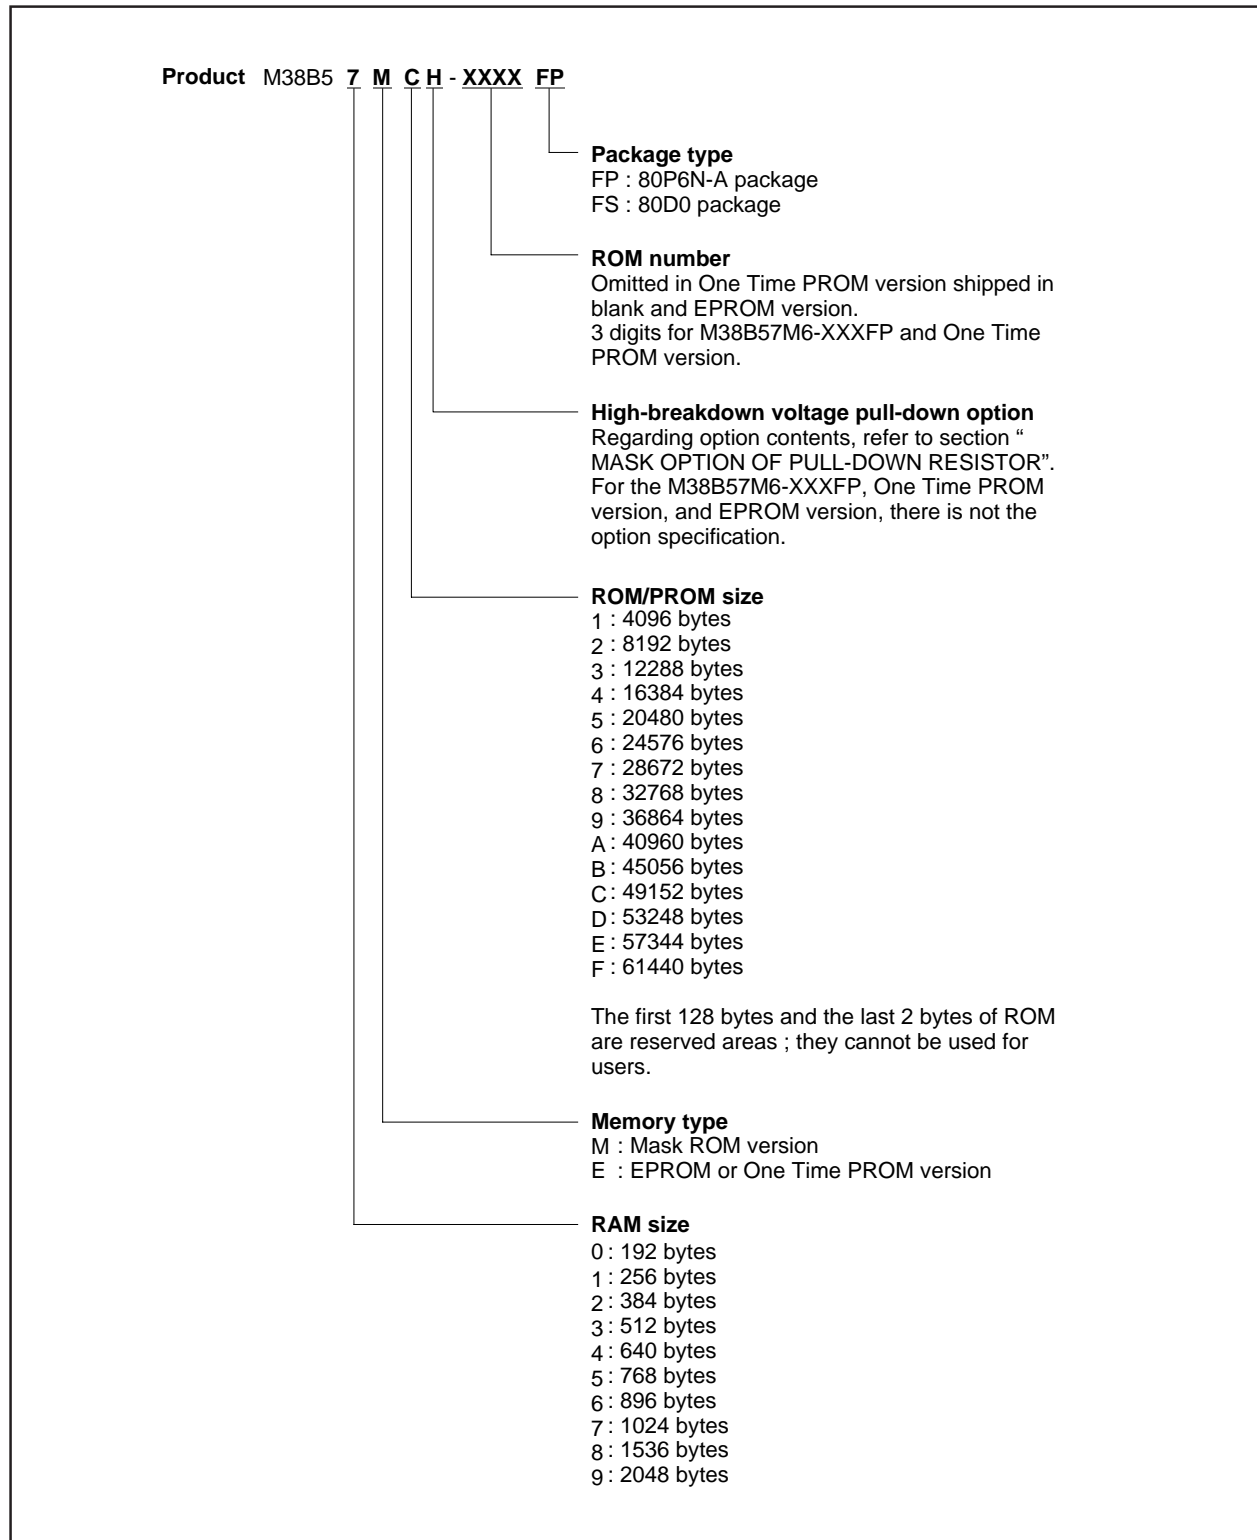 Product M38B5 7 M C H - XXXX FP
Package type
FP : 80P6N-A package
FS : 80D0 package
ROM number
Omitted in One Time PROM version shipped in
blank and EPROM version.
3 digits for M38B57M6-XXXFP and One Time
PROM version.
High-breakdown voltage pull-down option
Regarding option contents, refer to section “
MASK OPTION OF PULL-DOWN RESISTOR”.
For the M38B57M6-XXXFP, One Time PROM
version, and EPROM version, there is not the
option specification.
ROM/PROM size
1 : 4096 bytes
2 : 8192 bytes
3 : 12288 bytes
4 : 16384 bytes
5 : 20480 bytes
6 : 24576 bytes
7 : 28672 bytes
8 : 32768 bytes
9 : 36864 bytes
A : 40960 bytes
B : 45056 bytes
C : 49152 bytes
D : 53248 bytes
E : 57344 bytes
F : 61440 bytes
The first 128 bytes and the last 2 bytes of ROM
are reserved areas ; they cannot be used for
users.
Memory type
M : Mask ROM version
E : EPROM or One Time PROM version
RAM size
0 : 192 bytes
1 : 256 bytes
2 : 384 bytes
3 : 512 bytes
4 : 640 bytes
5 : 768 bytes
6 : 896 bytes
7 : 1024 bytes
8 : 1536 bytes
9 : 2048 bytes